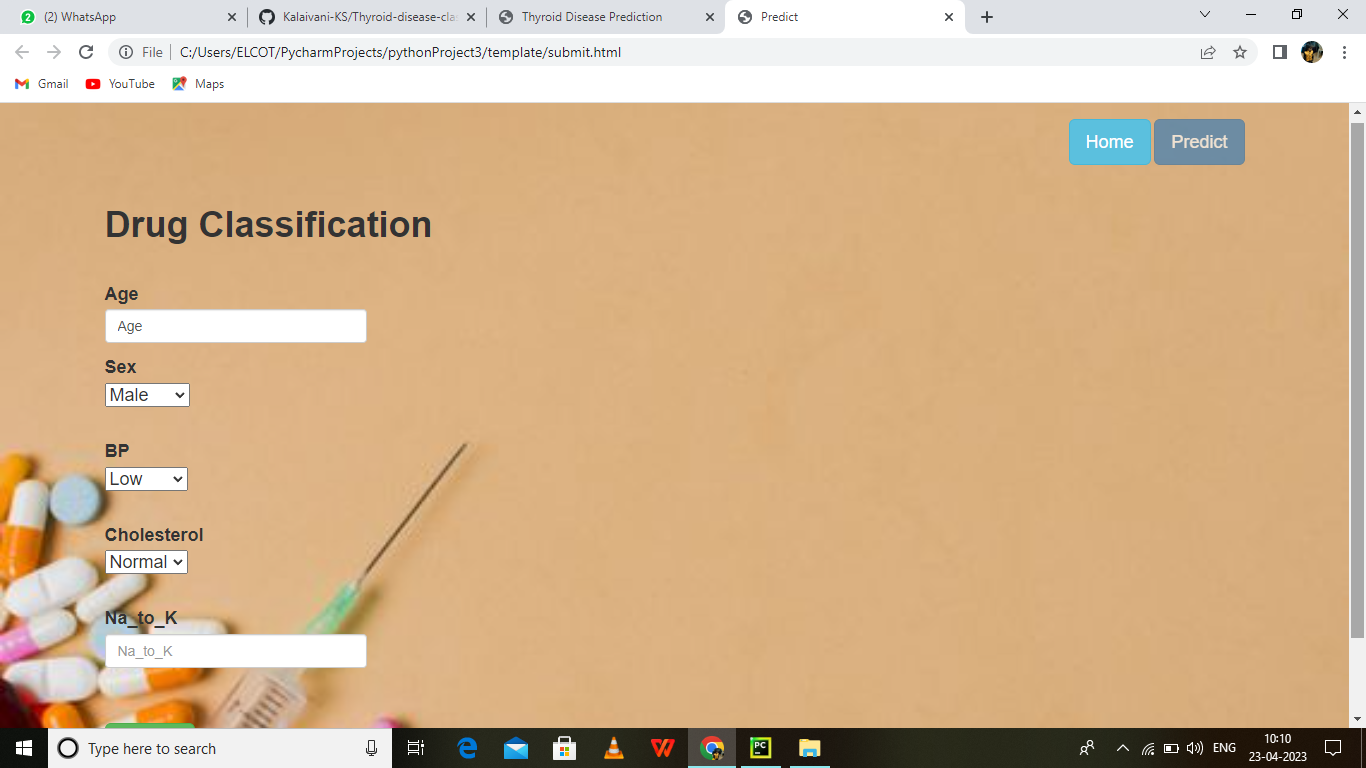 2
(2) WhatsApp
Kalaivani-KS/Thyroid-disease-cla
Thyroid Disease Prediction
Predict
File
C:/Users/ELCOT/PycharmProjects/pythonProject3/template/submit.html
Gmail
YouTube
Maps
Home
Predict
Drug Classification
Age
Age
Sex
Male
BP
Low
Cholesterol
Normal
Na_to_K
Na_to_K
Type here to search
PC
ENG
10:10
23-04-2023